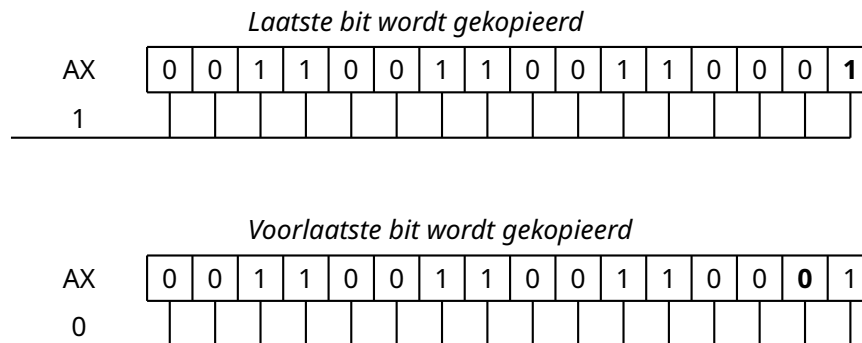 Laatste bit wordt gekopieerd
AX 0 0 1 1 0 0 1 1 0 0 1 1 0 0 0 1
1
Voorlaatste bit wordt gekopieerd
AX 0 0 1 1 0 0 1 1 0 0 1 1 0 0 0 1
0